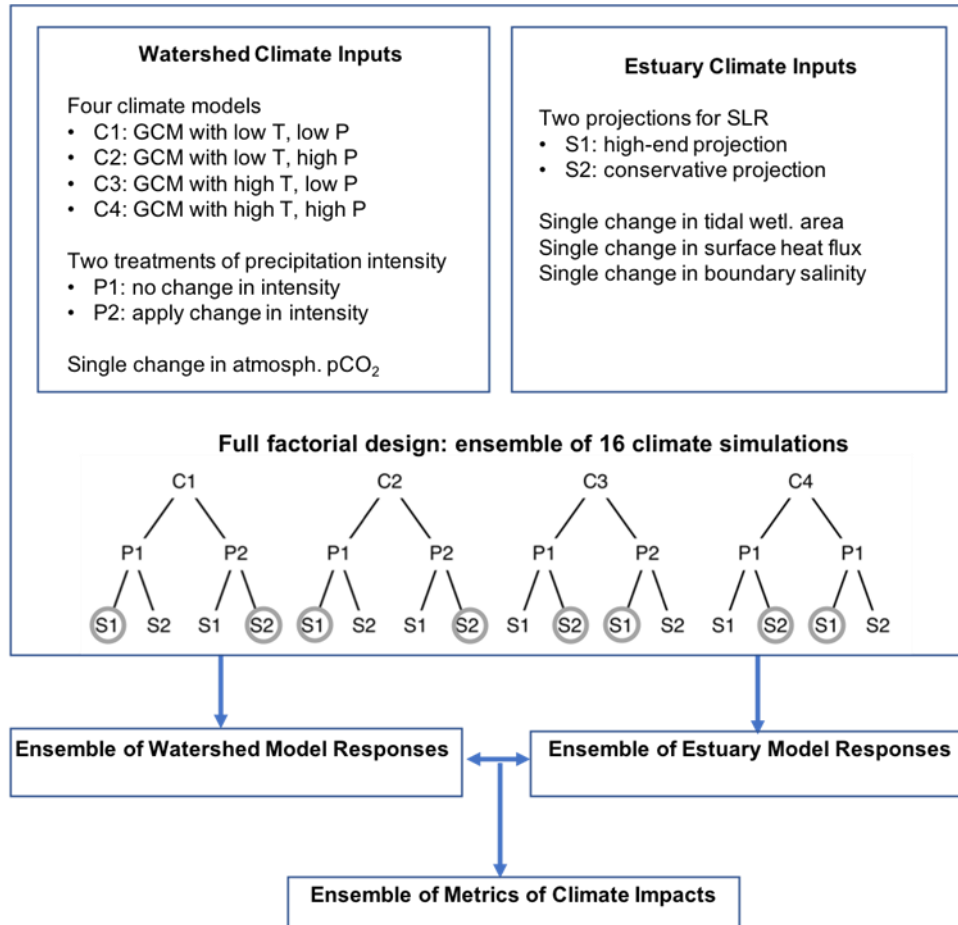 Watershed Climate Inputs
Four climate models
• C1: GCM with low T, low P
• C2: GCM with low T, high P
• C3: GCM with high T, low P
• C4: GCM with high T, high P
Two treatments of precipitation intensity
• P1: no change in intensity
• P2: apply change in intensity
Single change in atmosph. pCO₂
Estuary Climate Inputs
Two projections for SLR
• S1: high-end projection
• S2: conservative projection
Single change in tidal wetl. area
Single change in surface heat flux
Single change in boundary salinity
Full factorial design: ensemble of 16 climate simulations
C1 C2 C3 C4
P1 P2 P1 P2 P1 P2 P1 P1
S1 S2 S1 S2 S1 S2 S1 S2 S1 S2 S1 S2 S1 S2 S1 S2
Ensemble of Watershed Model Responses
Ensemble of Estuary Model Responses
Ensemble of Metrics of Climate Impacts